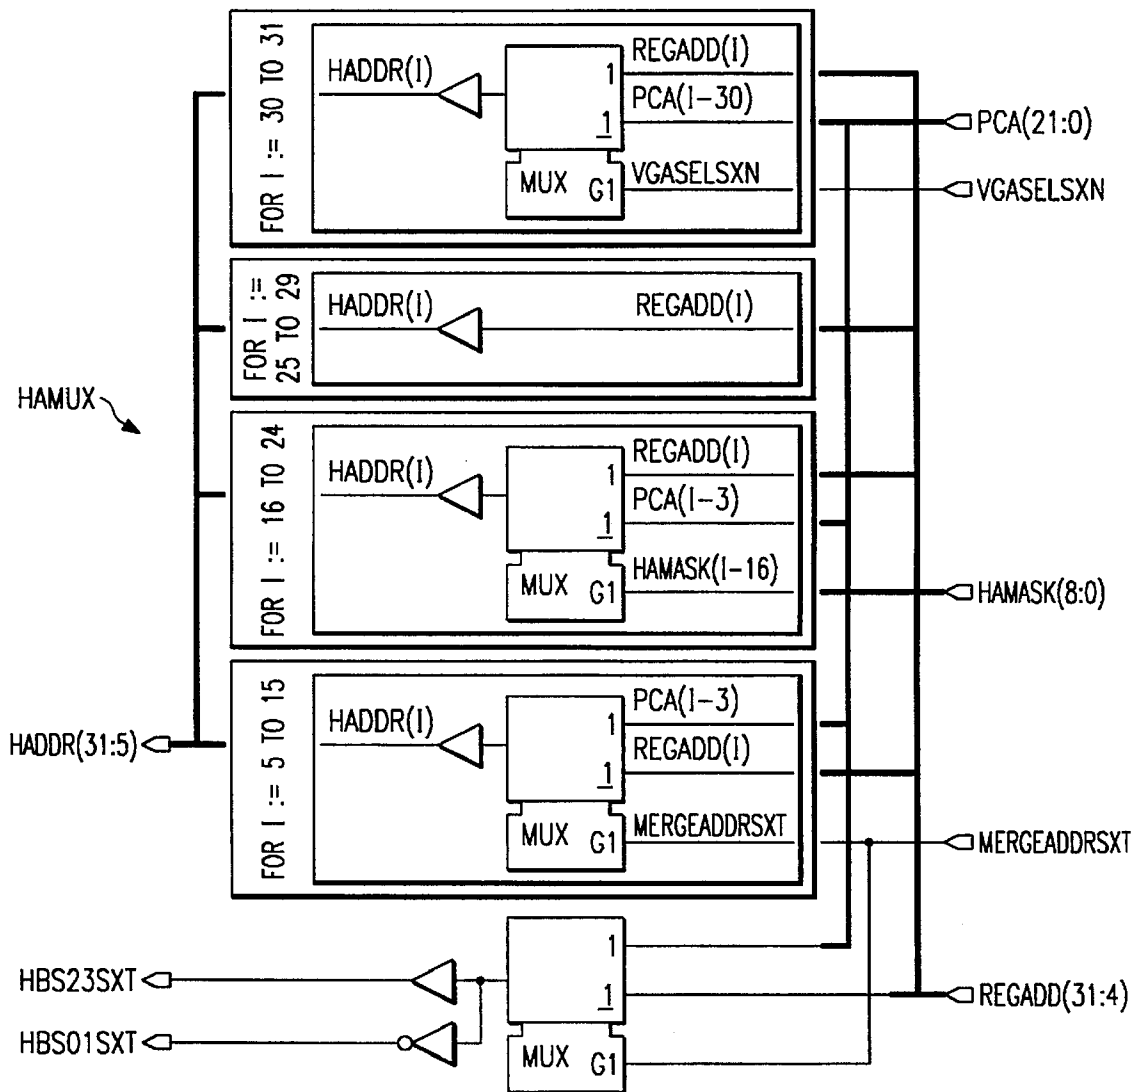 FOR I := 30 TO 31
HADDR(I)
REGADD(I)
1
PCA(I-30)
1
MUX G1
VGASELSXN
PCA(21:0)
VGASELSXN
FOR I :=
25 TO 29
HADDR(I)
REGADD(I)
HAMUX
FOR I := 16 TO 24
HADDR(I)
REGADD(I)
1
PCA(I-3)
1
MUX G1
HAMASK(I-16)
HAMASK(8:0)
FOR I := 5 TO 15
HADDR(I)
PCA(I-3)
1
REGADD(I)
1
MUX G1
MERGEADDRSXT
HADDR(31:5)
MERGEADDRSXT
1
1
MUX G1
HBS23SXT
HBS01SXT
REGADD(31:4)